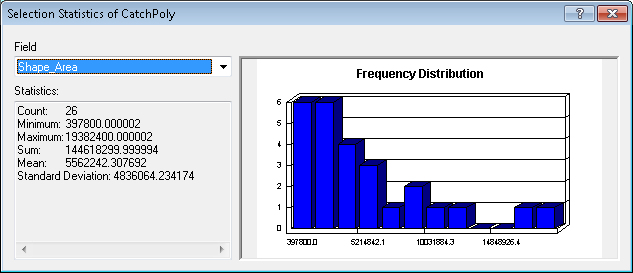 Selection Statistics of CatchPoly
Field
Shape_Area
Statistics:
Count: 26
Minimum: 397800.000002
Maximum: 19382400.000002
Sum: 144618299.999994
Mean: 5562242.307692
Standard Deviation: 4836064.234174
Frequency Distribution
6
5
4
3
2
1
0
397800.0 5214842.1 10031884.3 14848926.4